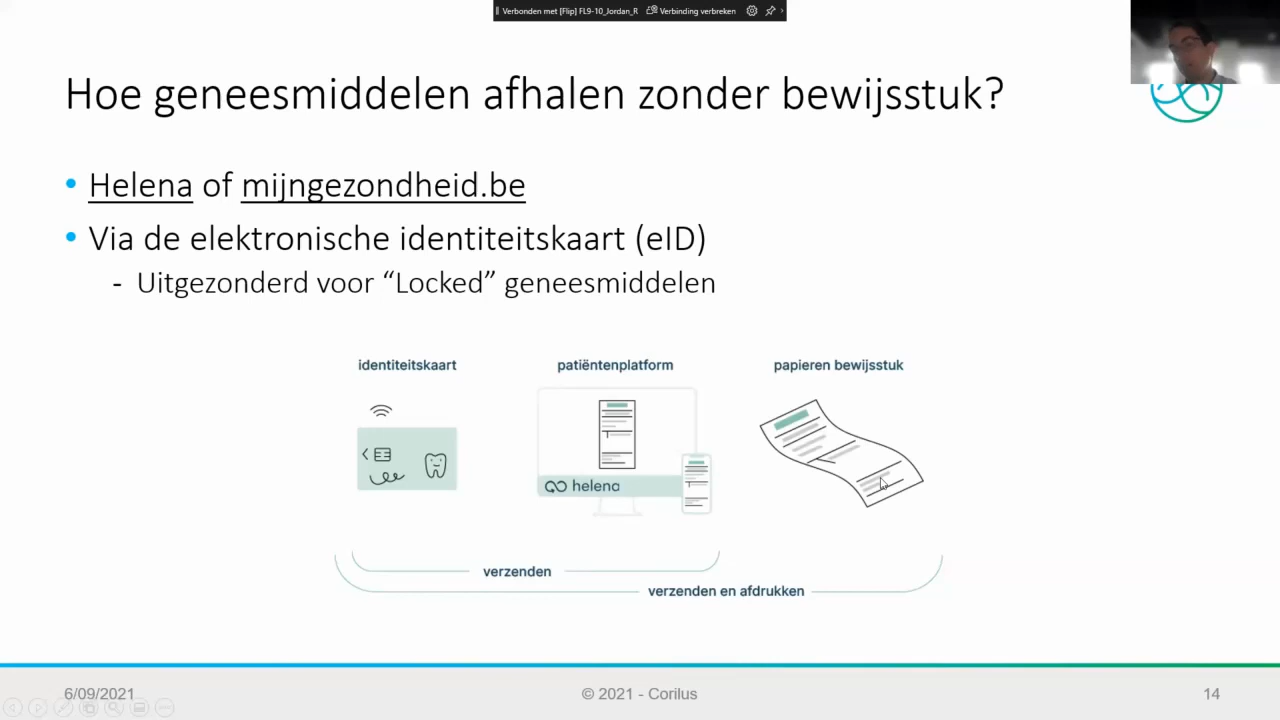 Verbonden met [Flip] FL9-10_Jordan_R
Verbinding verbreken
Hoe geneesmiddelen afhalen zonder bewijsstuk?
Helena of mijngezondheid.be
Via de elektronische identiteitskaart (eID)
- Uitgezonderd voor “Locked” geneesmiddelen
identiteitskaart
patiëntenplatform
papieren bewijsstuk
helena
verzenden
verzenden en afdrukken
6/09/2021
© 2021 - Corilus
14